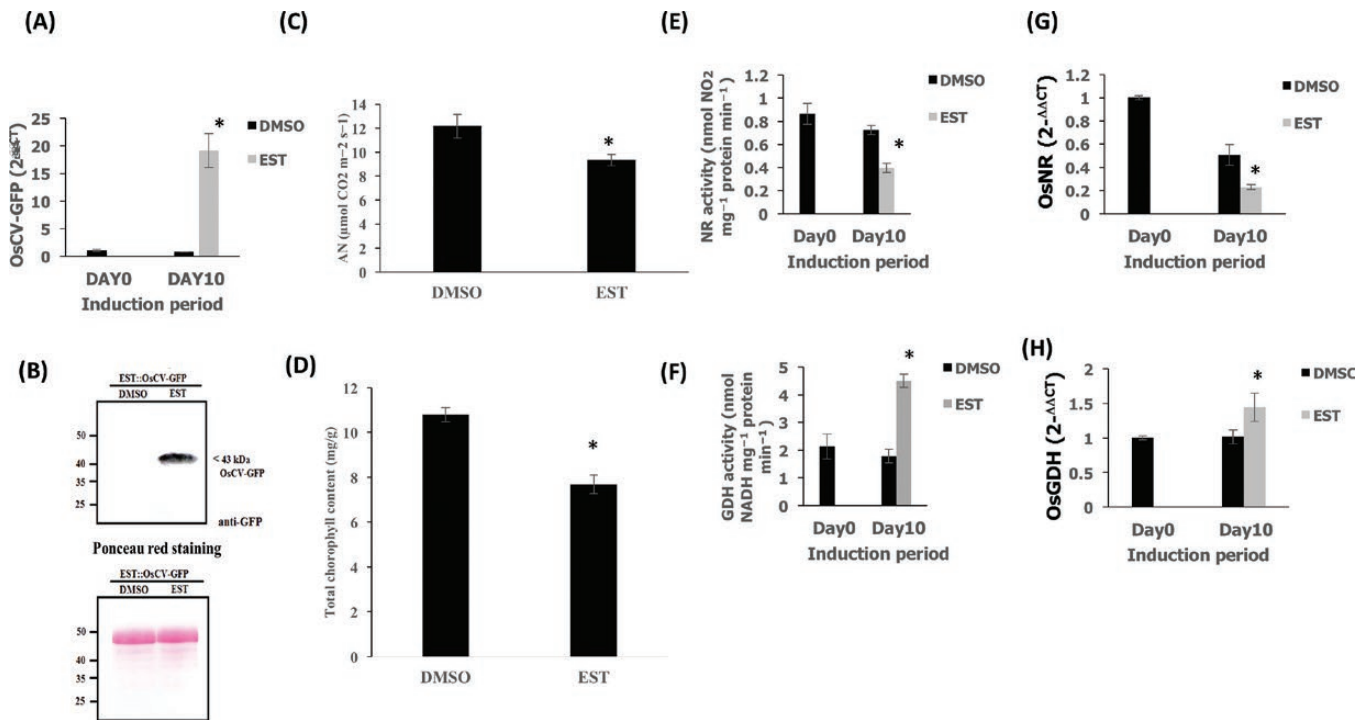 (A)
OsCV-GFP (2
25
20
15
10
5
0
*
DMSO
EST
DAY0 DAY10
Induction period
(B)
EST::OsCV-GFP
DMSO EST
50
40
35
25
< 43 kDa
OsCV-GFP
anti-GFP
Ponceau red staining
EST::OsCV-GFP
DMSO EST
50
40
35
25
(C)
AN (µmol CO2 m−2 s−1)
14
12
10
8
6
4
2
0
*
DMSO EST
(D)
Total chorophyll content (mg/g)
12
10
8
6
4
2
0
*
DMSO EST
(E)
NR activity (nmol NO₂
mg⁻¹ protein min⁻¹)
1.2
1
0.8
0.6
0.4
0.2
0
*
DMSO
EST
Day0 Day10
Induction period
(F)
GDH activity (nmol
NADH mg⁻¹ protein
min⁻¹)
5
4
3
2
1
0
*
DMSO
EST
Day0 Day10
Induction period
(G)
OsNR (2-ΔΔCT)
1.2
1
0.8
0.6
0.4
0.2
0
*
DMSO
EST
Day0 Day10
Induction period
(H)
OsGDH (2-ΔΔCT)
2
1.5
1
0.5
0
*
DMSC
EST
Day0 Day10
Induction period